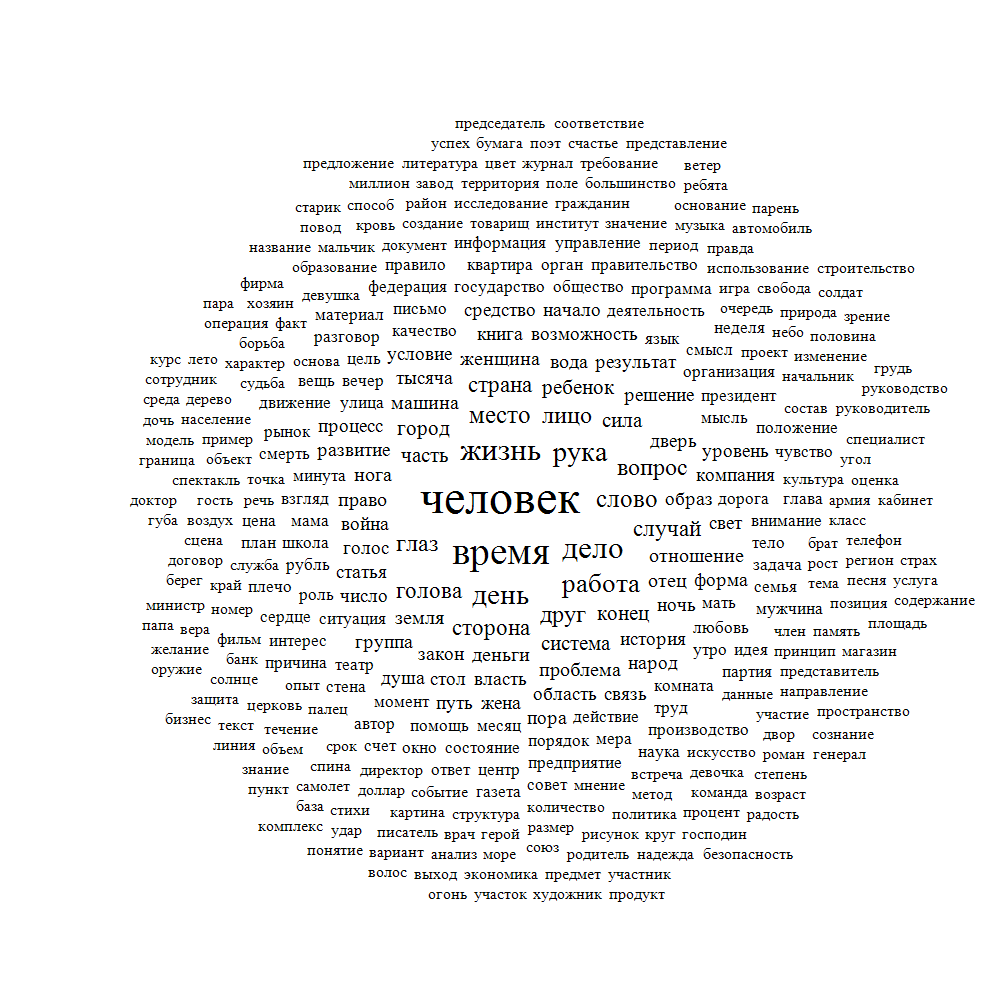 председатель соответствие
успех бумага поэт счастье представление
предложение литература цвет журнал требование ветер
миллион завод территория поле большинство ребята
старик способ район исследование гражданин основание парень
повод кровь создание товарищ институт значение музыка автомобиль
название мальчик документ информация управление период правда
образование правило квартира орган правительство использование строительство
фирма девушка федерация государство общество программа игра свобода солдат
пара хозяин материал письмо средство начало деятельность очередь природа зрение
операция факт разговор качество книга возможность язык неделя небо половина
борьба
курс лето характер основа цель условие женщина вода результат смысл проект изменение
сотрудник судьба вещь вечер тысяча страна ребенок организация начальник грудь
среда дерево движение улица машина решение президент руководство
дочь население рынок процесс город место лицо сила мысль состав руководитель
модель пример положение
граница объект смерть развитие часть жизнь рука дверь уровень чувство специалист
спектакль точка минута нога вопрос компания культура оценка угол
доктор гость речь взгляд право человек слово образ дорога глава армия кабинет
губа воздух цена мама война случай свет внимание класс
сцена план школа голос глаз время дело отношение тело брат телефон
договор служба рубль статья задача рост регион страх
берег край плечо роль число голова день работа отец форма семья тема песня услуга
министр номер сердце ситуация земля друг конец ночь мать мужчина позиция содержание
папа вера сторона любовь член память площадь
желание фильм интерес группа система история
оружие банк причина театр закон деньги проблема народ утро идея принцип магазин
солнце опыт стена душа стол власть комната партия представитель
защита церковь палец момент путь жена область связь данные направление
бизнес текст течение автор помощь месяц пора действие труд участие пространство
линия объем срок счет окно состояние порядок мера производство двор сознание
знание спина директор ответ центр предприятие наука искусство роман генерал
пункт самолет доллар событие газета совет мнение встреча девочка степень
база стихи картина структура количество метод команда возраст
комплекс удар писатель врач герой размер политика процент радость
понятие вариант анализ море союз рисунок круг господин
волос выход экономика предмет участник родитель надежда безопасность
огонь участок художник продукт